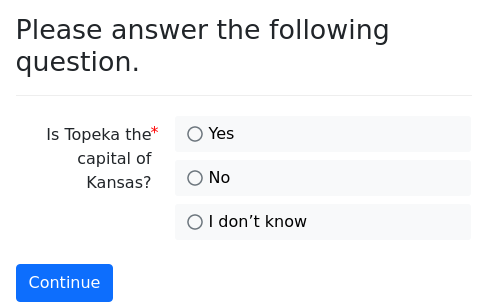 Please answer the following
question.
Is Topeka the*
capital of
Kansas?
Yes
No
I don’t know
Continue